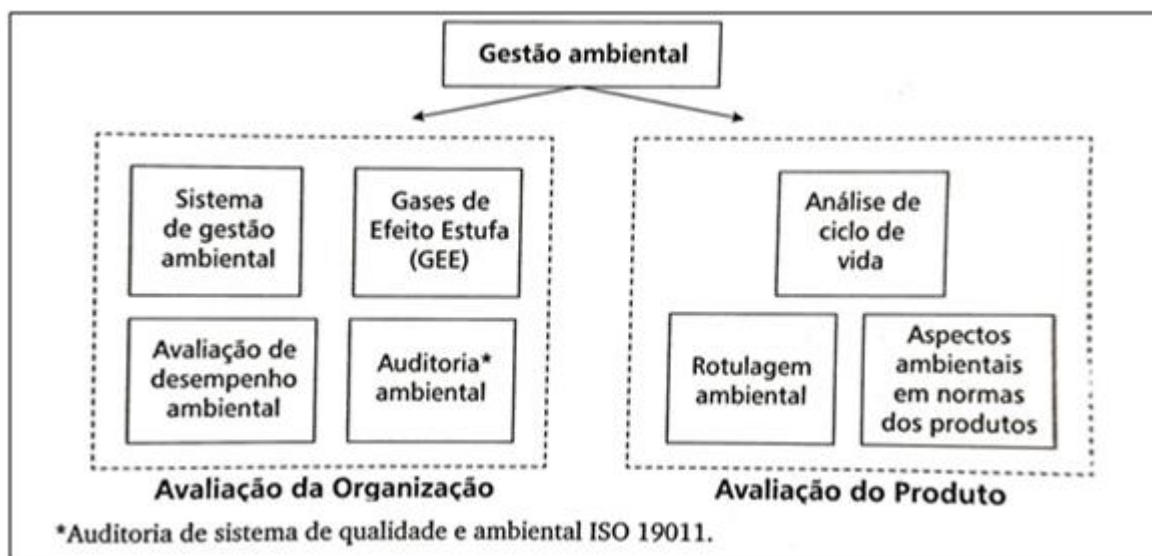 Gestão ambiental
Sistema
de gestão
ambiental
Gases de
Efeito Estufa
(GEE)
Avaliação de
desempenho
ambiental
Auditoria*
ambiental
Avaliação da Organização
Análise de
ciclo de
vida
Rotulagem
ambiental
Aspectos
ambientais
em normas
dos produtos
Avaliação do Produto
*Auditoria de sistema de qualidade e ambiental ISO 19011.